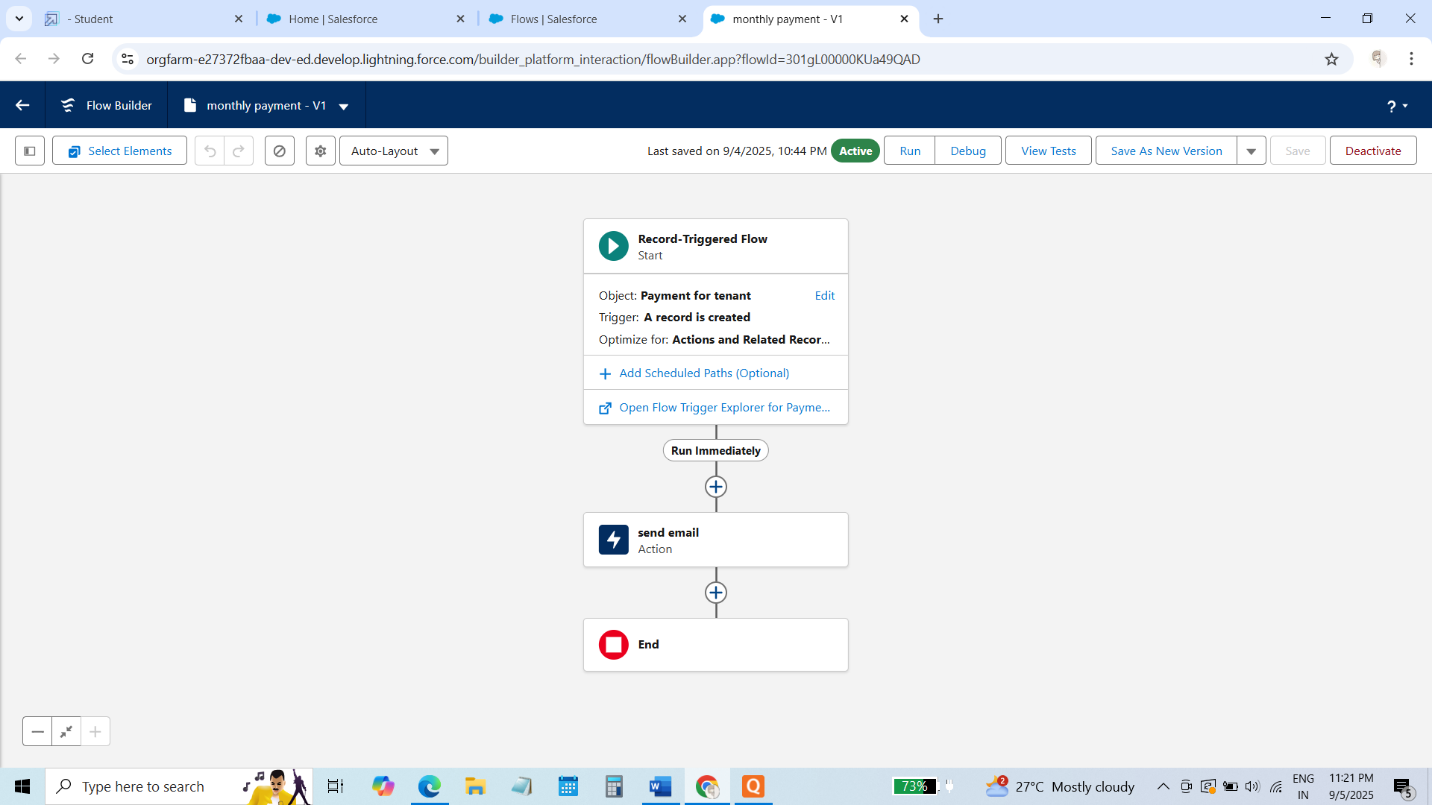 - Student
Home | Salesforce
Flows | Salesforce
monthly payment - V1
orgfarm-e27372fbaa-dev-ed.develop.lightning.force.com/builder_platform_interaction/flowBuilder.app?flowId=301gL00000KUa49QAD
Flow Builder
monthly payment - V1
?
Select Elements
Auto-Layout
Last saved on 9/4/2025, 10:44 PM
Active
Run
Debug
View Tests
Save As New Version
Save
Deactivate
Record-Triggered Flow
Start
Object: Payment for tenant
Edit
Trigger: A record is created
Optimize for: Actions and Related Recor...
Add Scheduled Paths (Optional)
Open Flow Trigger Explorer for Payme...
Run Immediately
send email
Action
End
Type here to search
73%
2
27°C Mostly cloudy
ENG
IN
11:21 PM
9/5/2025
5